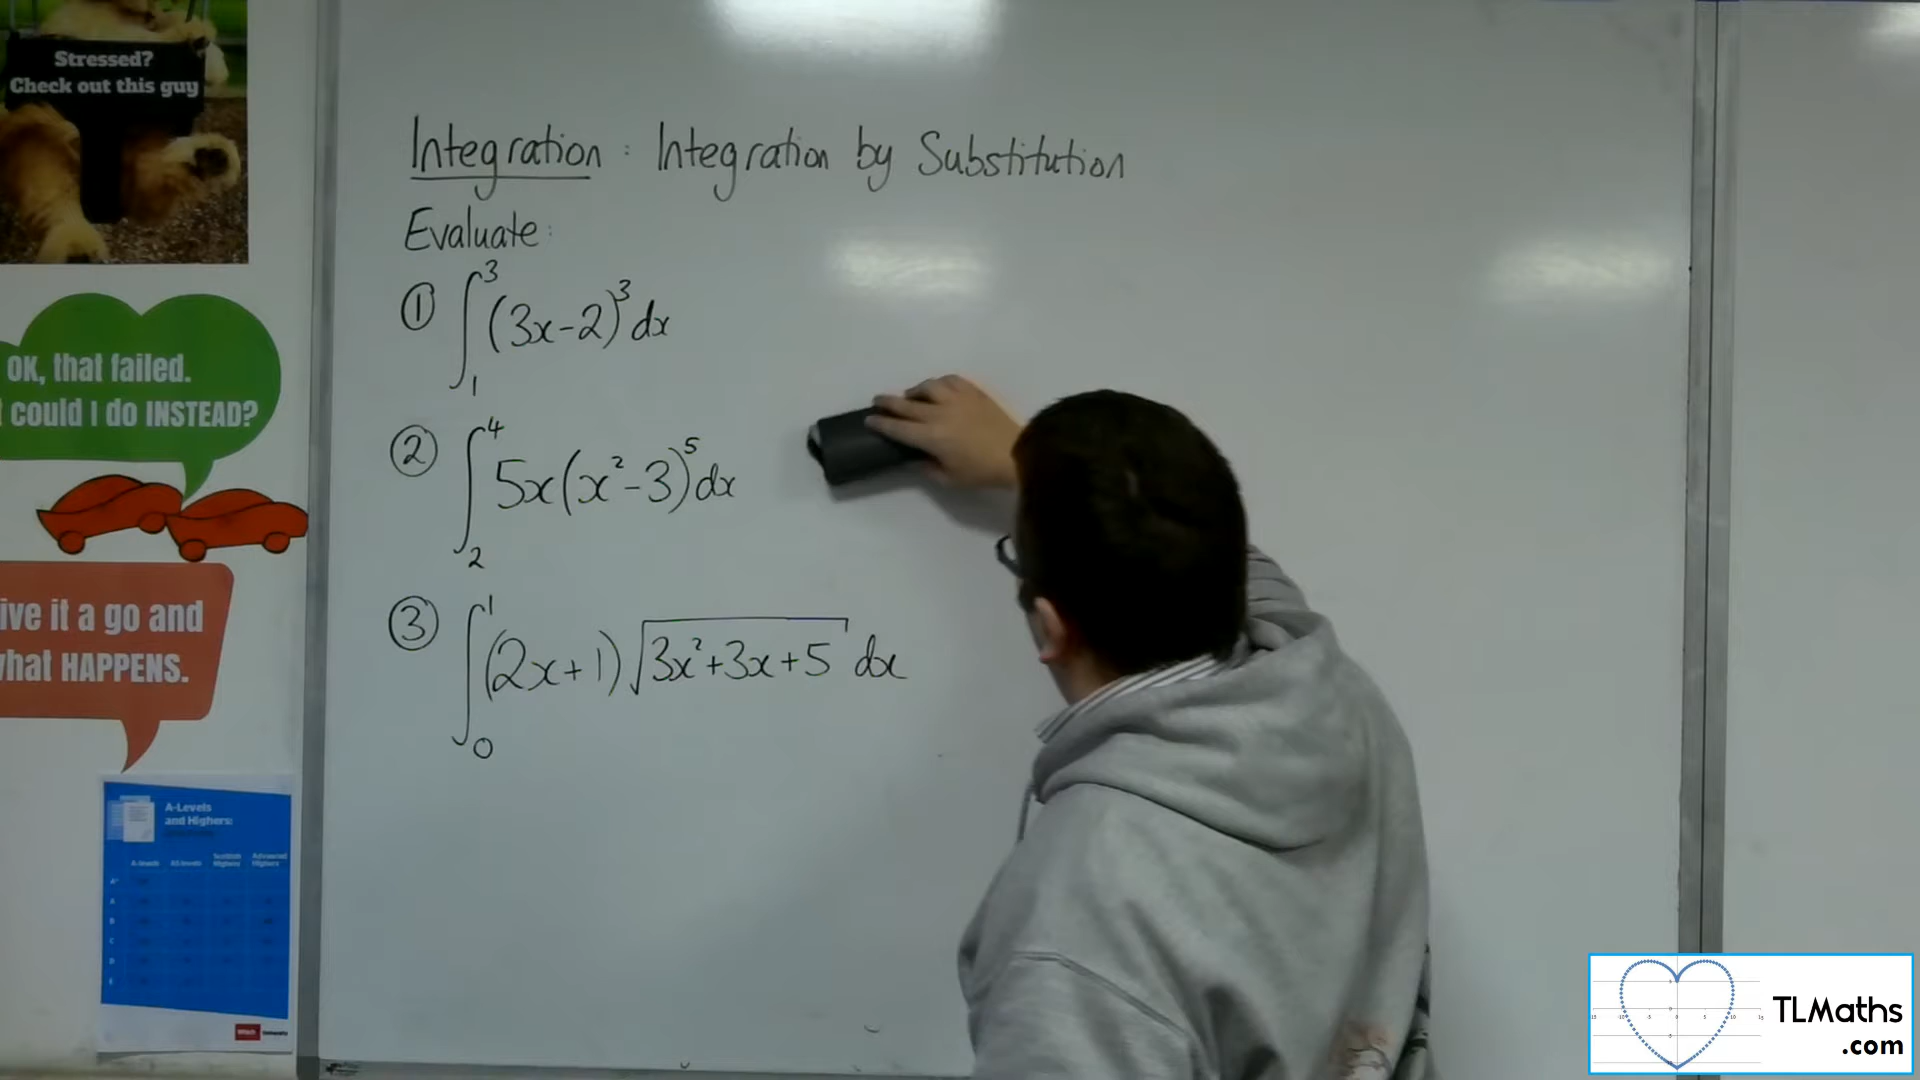 Stressed?
Check out this guy
OK, that failed.
could I do INSTEAD?
ive it a go and
what HAPPENS.
A-Levels
and Highers:
Integration : Integration by Substitution
Evaluate:
① ∫₁³ (3x-2)³ dx
② ∫₂⁴ 5x(x²-3)⁵ dx
③ ∫₀¹ (2x+1)√(3x²+3x+5) dx
TLMaths
.com